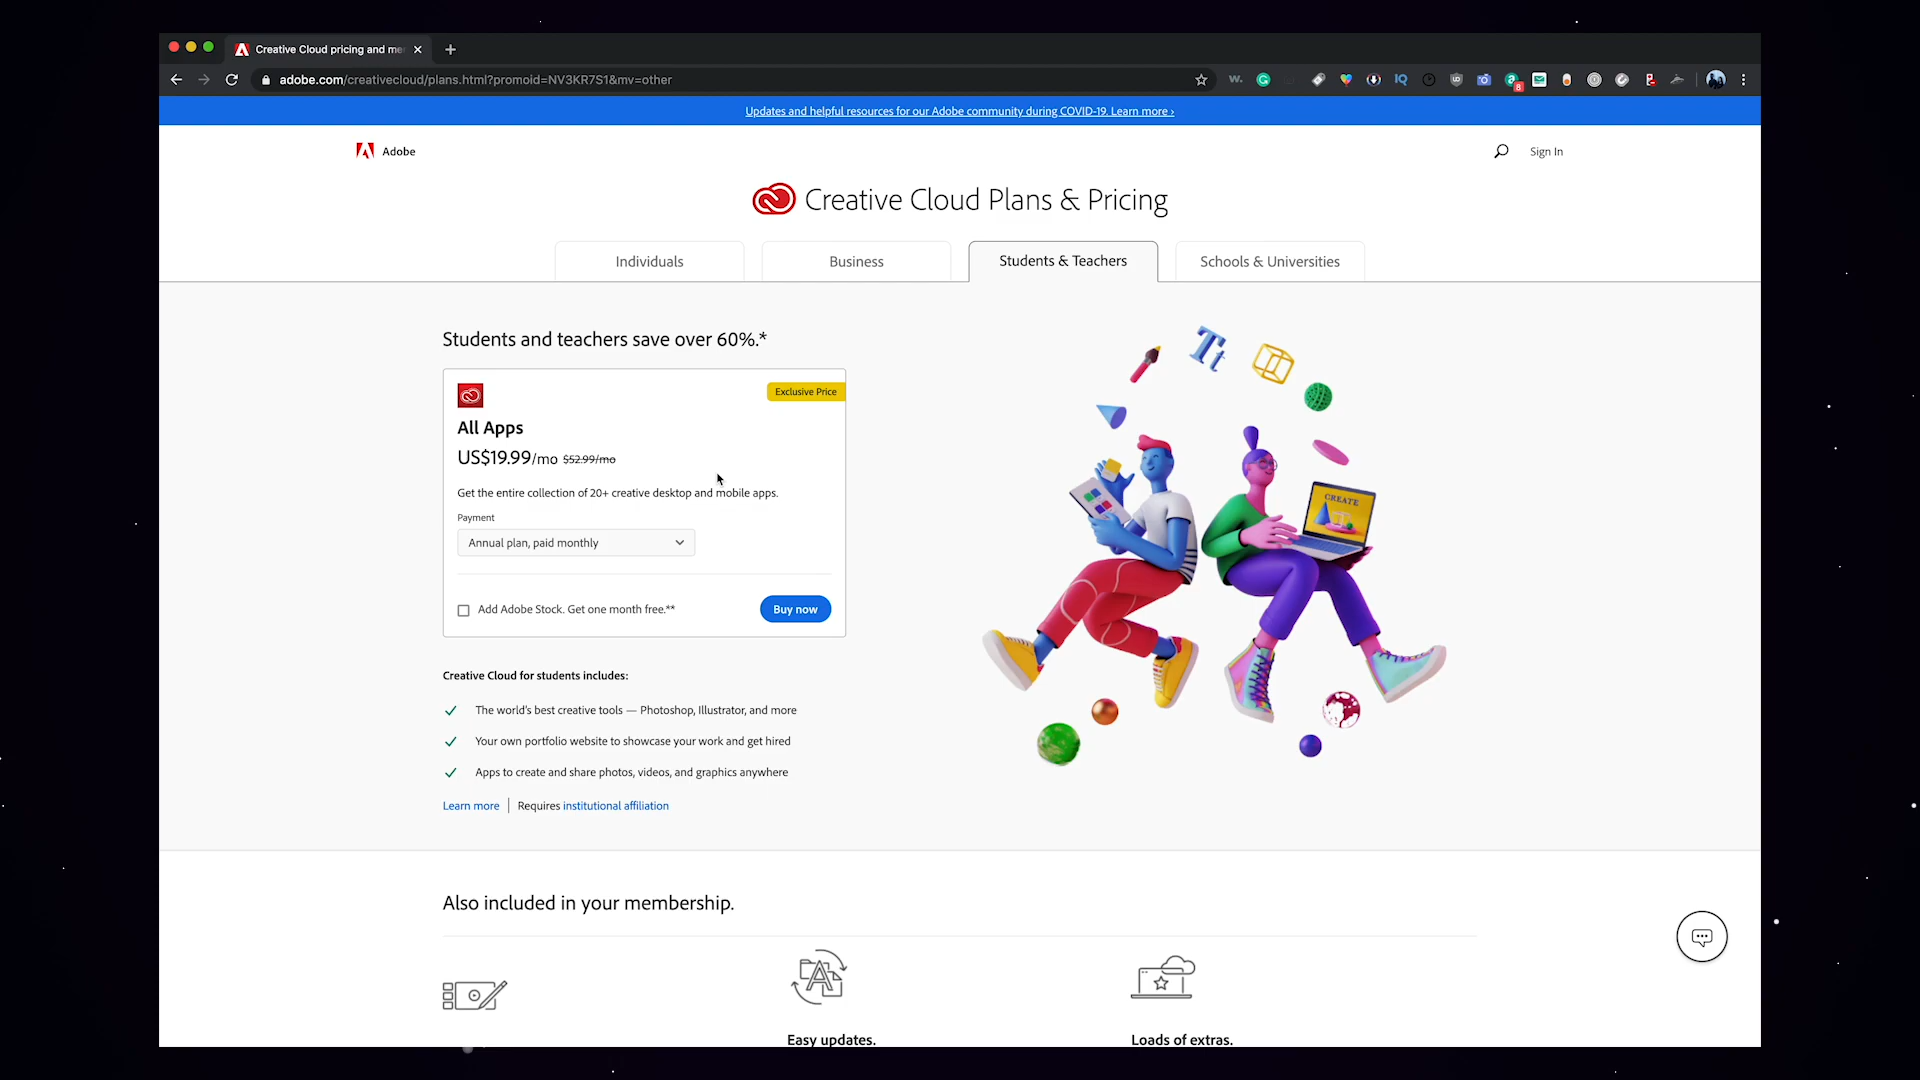 Creative Cloud pricing and me
adobe.com/creativecloud/plans.html?promoid=NV3KR7S1&mv=other
Updates and helpful resources for our Adobe community during COVID-19. Learn more ›
Adobe
Sign In
Creative Cloud Plans & Pricing
Individuals
Business
Students & Teachers
Schools & Universities
Students and teachers save over 60%.*
Exclusive Price
All Apps
US$19.99/mo $52.99/mo
Get the entire collection of 20+ creative desktop and mobile apps.
Payment
Annual plan, paid monthly
Add Adobe Stock. Get one month free.**
Buy now
Tt
CREATE
Creative Cloud for students includes:
The world's best creative tools — Photoshop, Illustrator, and more
Your own portfolio website to showcase your work and get hired
Apps to create and share photos, videos, and graphics anywhere
Learn more | Requires institutional affiliation
Also included in your membership.
Easy updates.
Loads of extras.